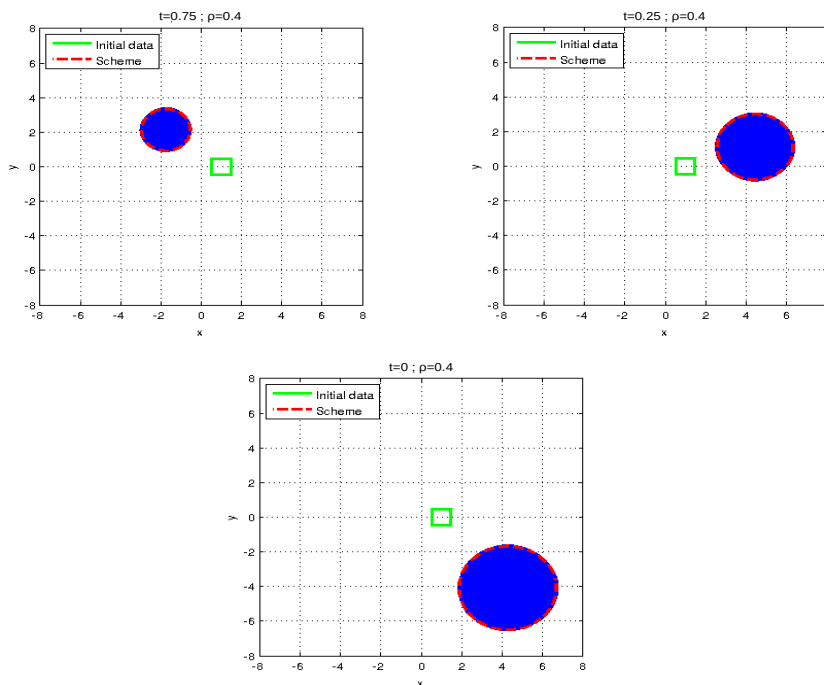 t=0.75 ; ρ=0.4
Initial data
Scheme
8
6
4
2
0
-2
-4
-6
-8
y
-8 -6 -4 -2 0 2 4 6 8
x
t=0.25 ; ρ=0.4
Initial data
Scheme
8
6
4
2
0
-2
-4
-6
-8
y
-8 -6 -4 -2 0 2 4 6
x
t=0 ; ρ=0.4
Initial data
Scheme
8
6
4
2
0
-2
-4
-6
-8
y
-8 -6 -4 -2 0 2 4 6 8
x